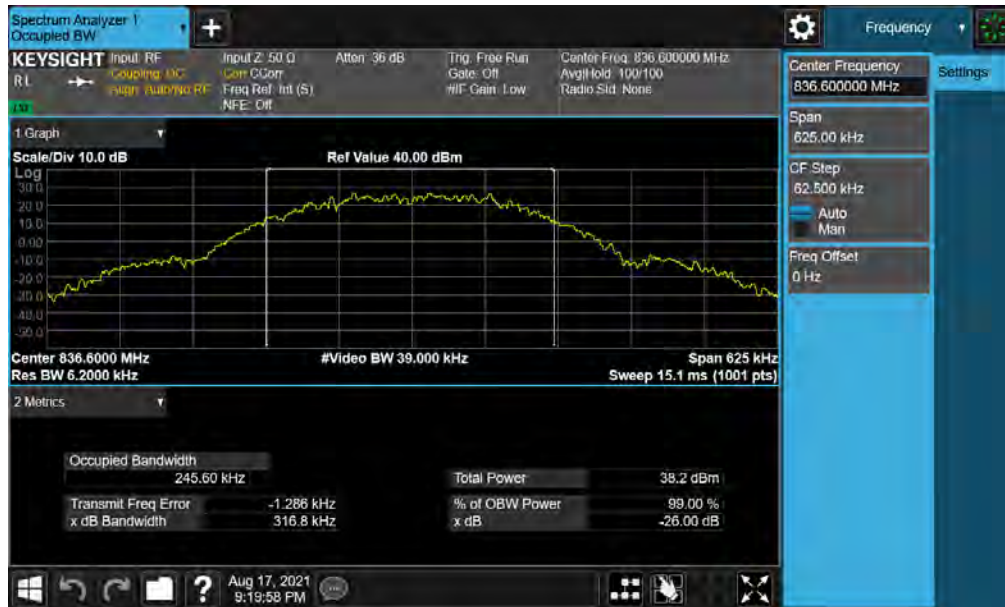 Spectrum Analyzer 1
Occupied BW
+
Frequency
KEYSIGHT
Input: RF
Coupling: DC
Align: Auto/No RF
Input Z: 50 Ω
Corr CCorr
Freq Ref: Int (S)
NFE: Off
Atten: 36 dB
Trig: Free Run
Gate: Off
#IF Gain: Low
Center Freq: 836.600000 MHz
Avg|Hold: 100/100
Radio Std: None
R L
Center Frequency
836.600000 MHz
Settings
Span
625.00 kHz
CF Step
62.500 kHz
Auto
Man
Freq Offset
0 Hz
1 Graph
Scale/Div 10.0 dB
Ref Value 40.00 dBm
Log
30.0
20.0
10.0
0.00
-10.0
-20.0
-30.0
-40.0
-50.0
Center 836.6000 MHz
#Video BW 39.000 kHz
Span 625 kHz
Res BW 6.2000 kHz
Sweep 15.1 ms (1001 pts)
2 Metrics
Occupied Bandwidth
245.60 kHz
Total Power
38.2 dBm
Transmit Freq Error
-1.286 kHz
% of OBW Power
99.00 %
x dB Bandwidth
316.8 kHz
x dB
-26.00 dB
?
Aug 17, 2021
9:19:58 PM